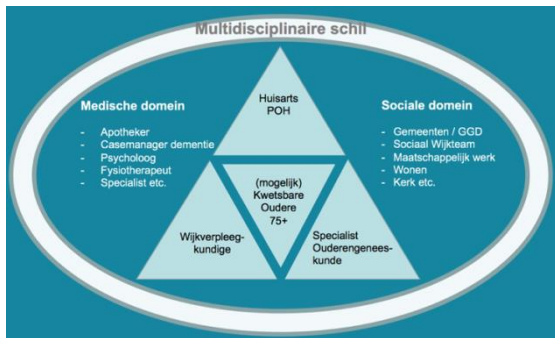 Multidisciplinaire schil
Huisarts
POH
Medische domein
- Apotheker
- Casemanager dementie
- Psycholoog
- Fysiotherapeut
- Specialist etc.
Sociale domein
- Gemeenten / GGD
- Sociaal Wijkteam
- Maatschappelijk werk
- Wonen
- Kerk etc.
(mogelijk)
Kwetsbare
Oudere
75+
Wijkverpleeg-
kundige
Specialist
Ouderengenees-
kunde